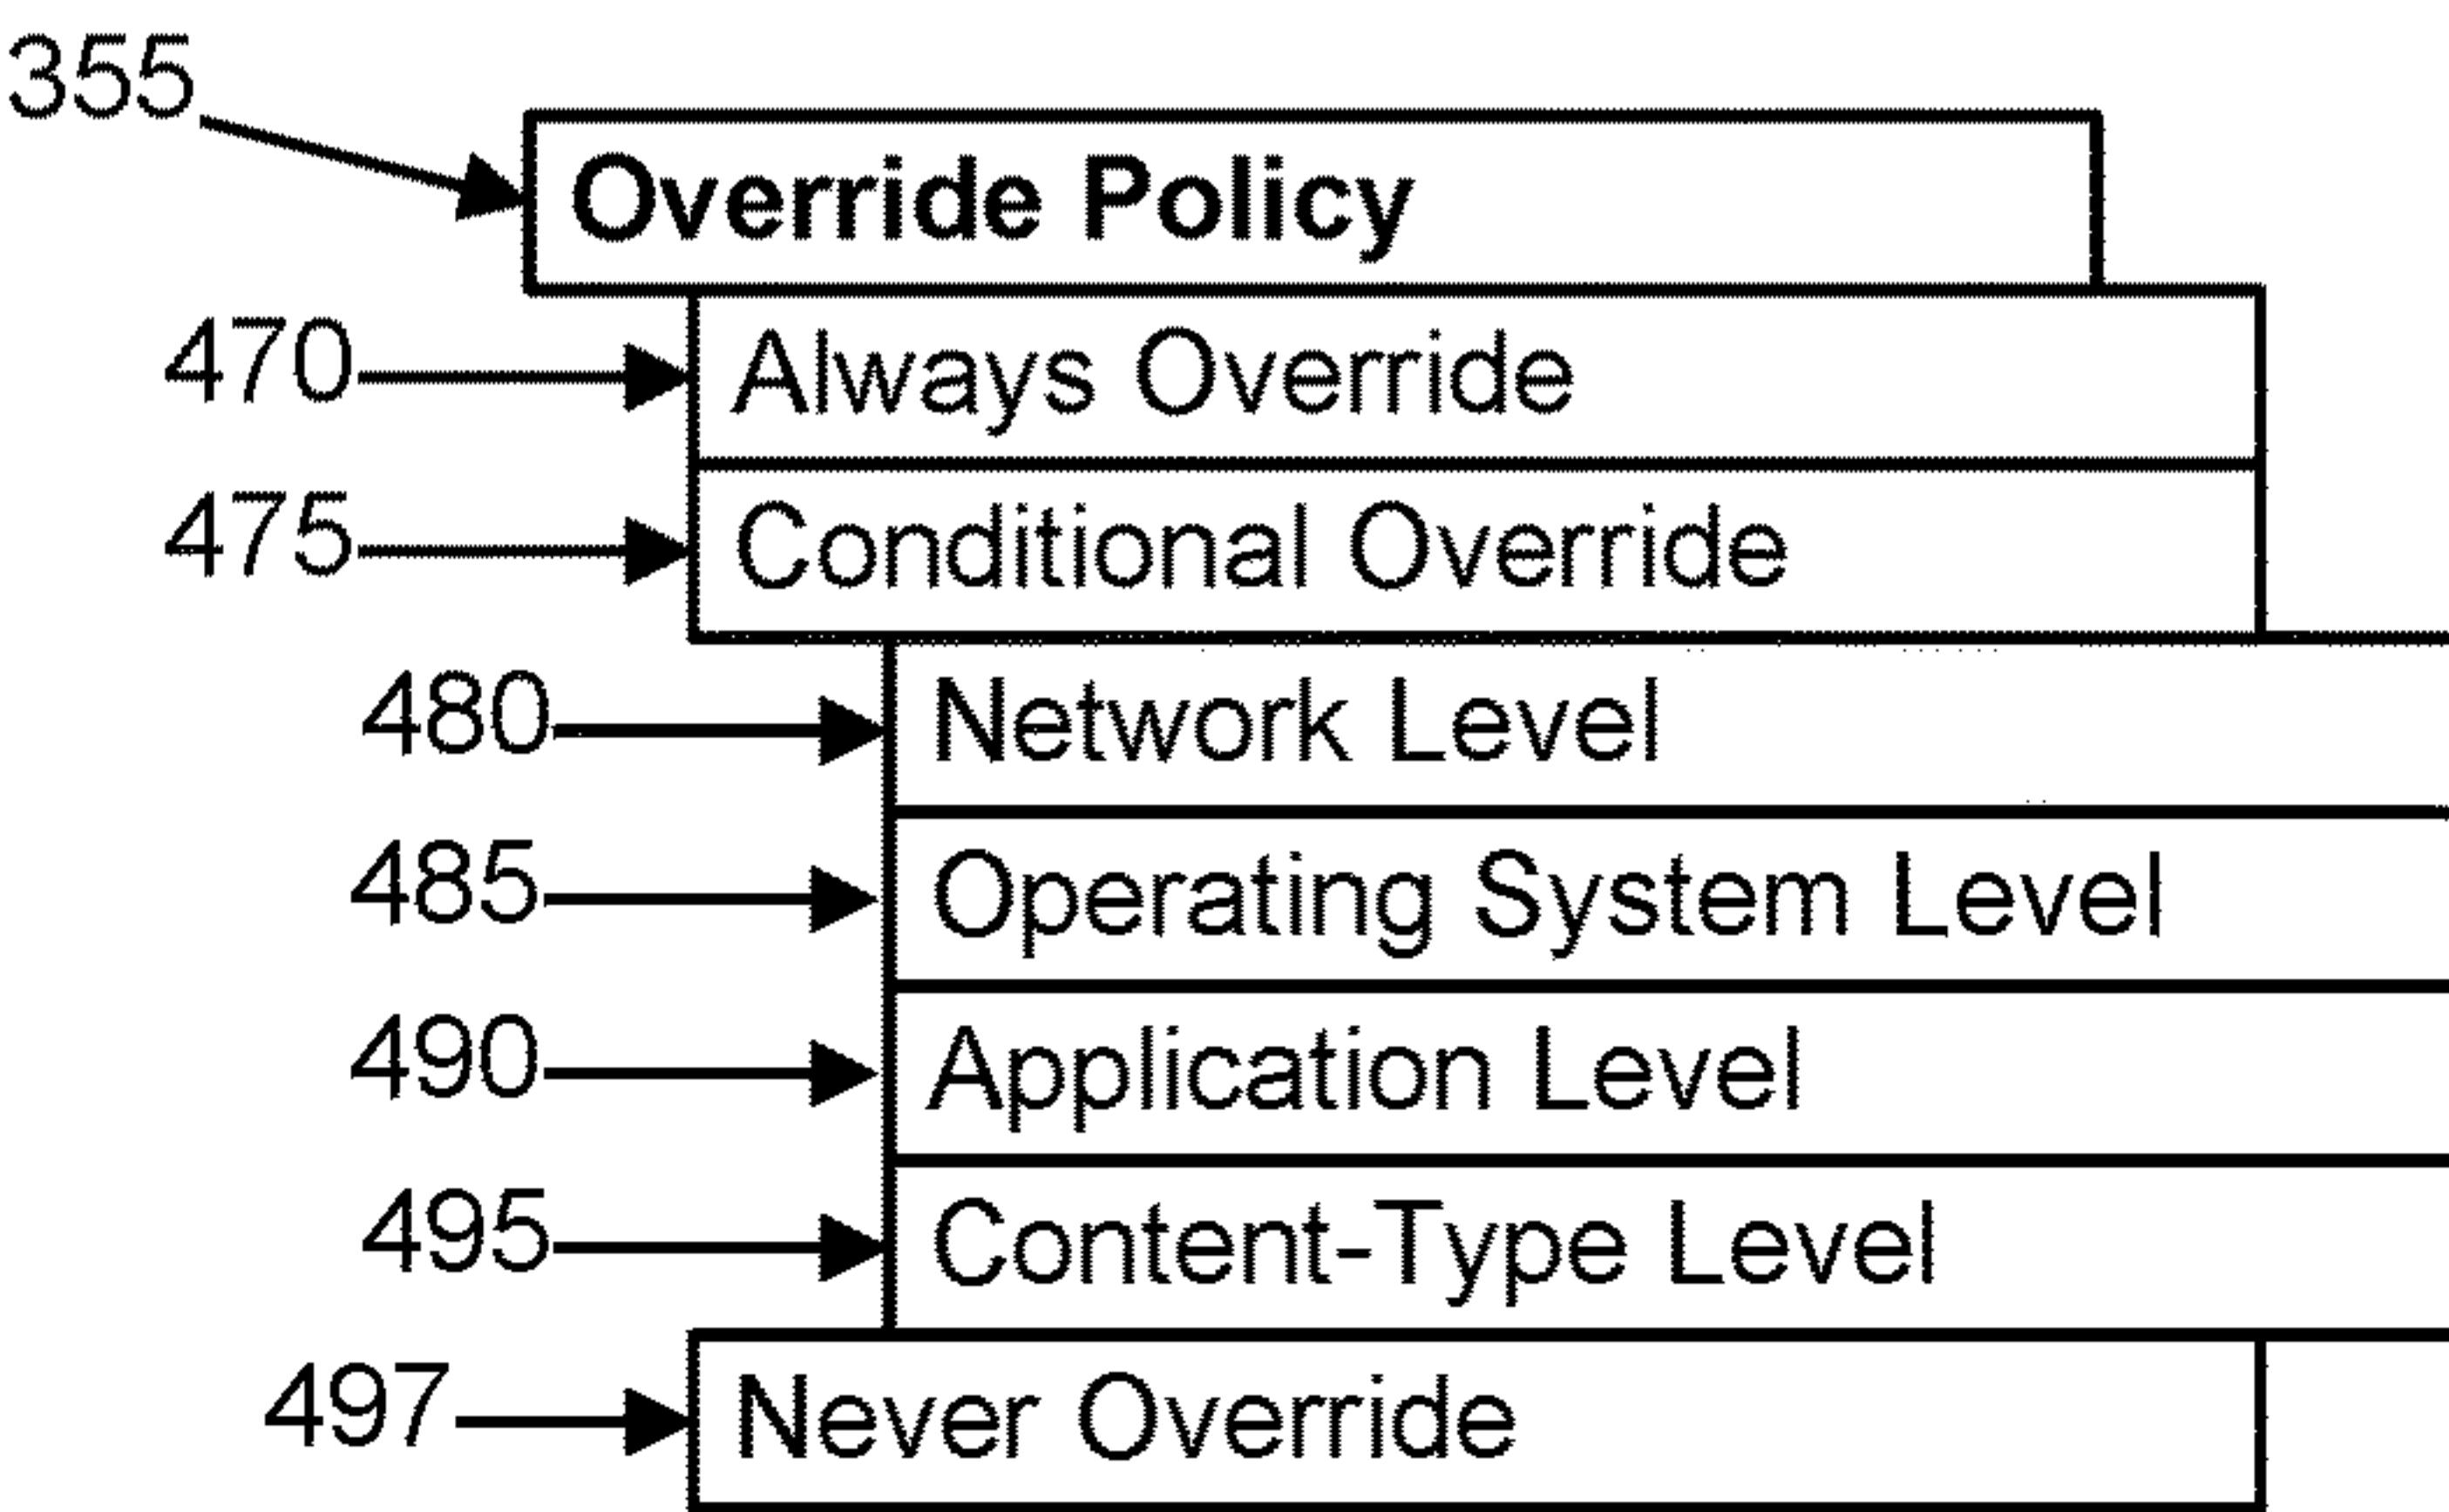 355
Override Policy
470 Always Override
475 Conditional Override
480 Network Level
485 Operating System Level
490 Application Level
495 Content-Type Level
497 Never Override